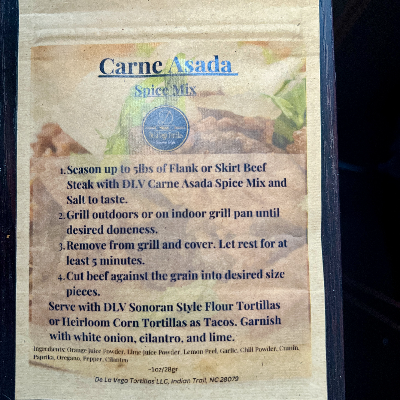 Carne Asada
Spice Mix
1. Season up to 5lbs of Flank or Skirt Beef
Steak with DLV Carne Asada Spice Mix and
Salt to taste.
2. Grill outdoors or on indoor grill pan until
desired doneness.
3. Remove from grill and cover. Let rest for at
least 5 minutes.
4. Cut beef against the grain into desired size
pieces.
Serve with DLV Sonoran Style Flour Tortillas
or Heirloom Corn Tortillas as Tacos. Garnish
with white onion, cilantro, and lime.
Ingredients: Orange Juice Powder, Lime Juice Powder, Lemon Peel, Garlic, Chili Powder, Cumin,
Paprika, Oregano, Pepper, Cilantro
~1oz/28gr
De La Vega Tortillas LLC, Indian Trail, NC 28079